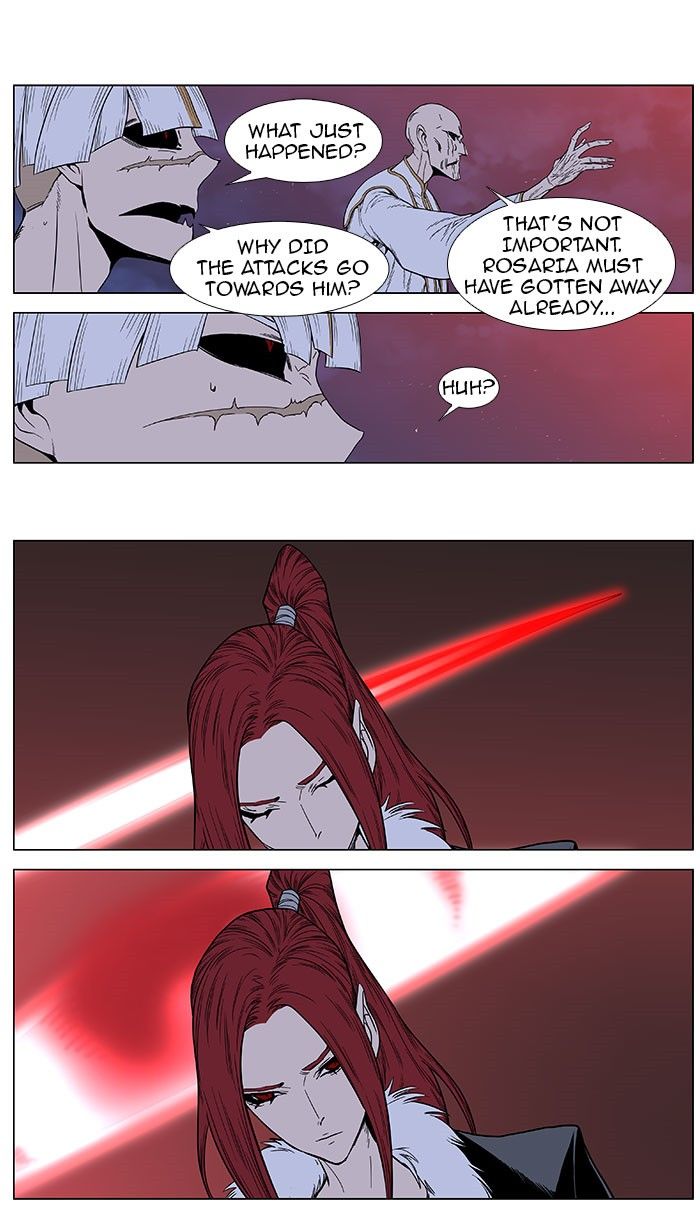 WHAT JUST
HAPPENED?
WHY DID
THE ATTACKS GO
TOWARDS HIM?
THAT'S NOT
IMPORTANT.
ROSARIA MUST
HAVE GOTTEN AWAY
ALREADY...
HUH?